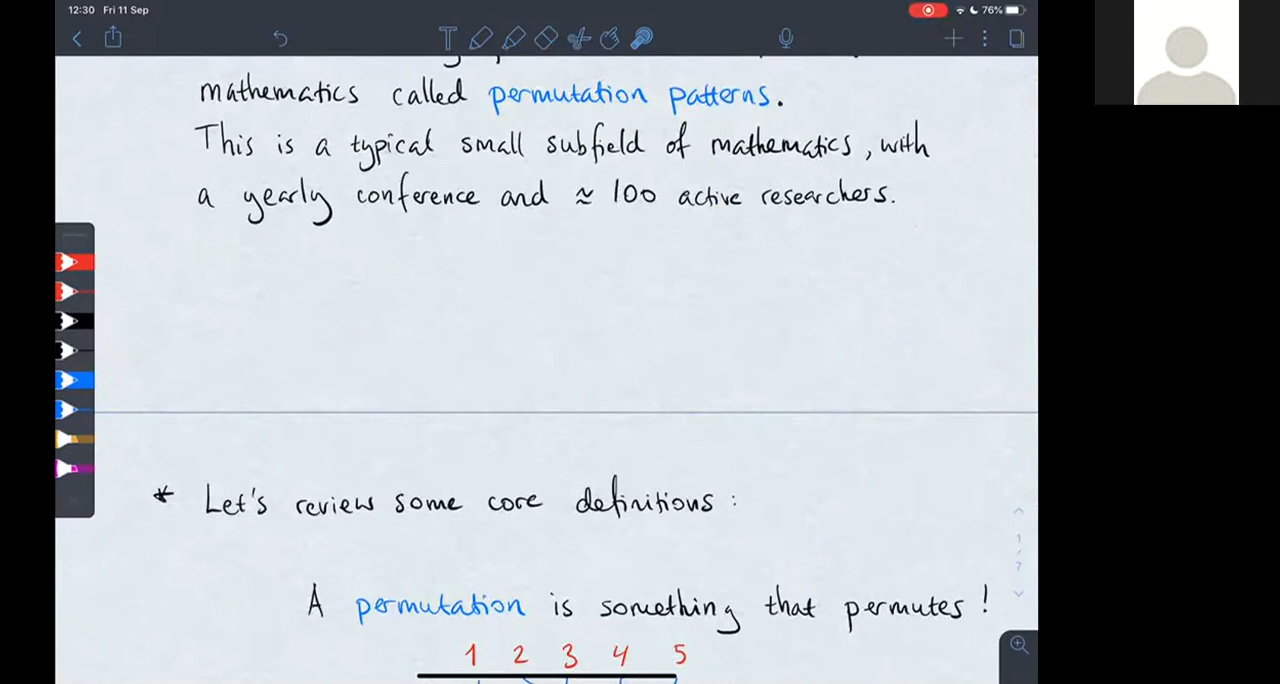 12:30 Fri 11 Sep
76%
mathematics called permutation patterns.
This is a typical small subfield of mathematics, with
a yearly conference and ≈ 100 active researchers.
* Let's review some core definitions :
A permutation is something that permutes !
1 2 3 4 5
1 / 7